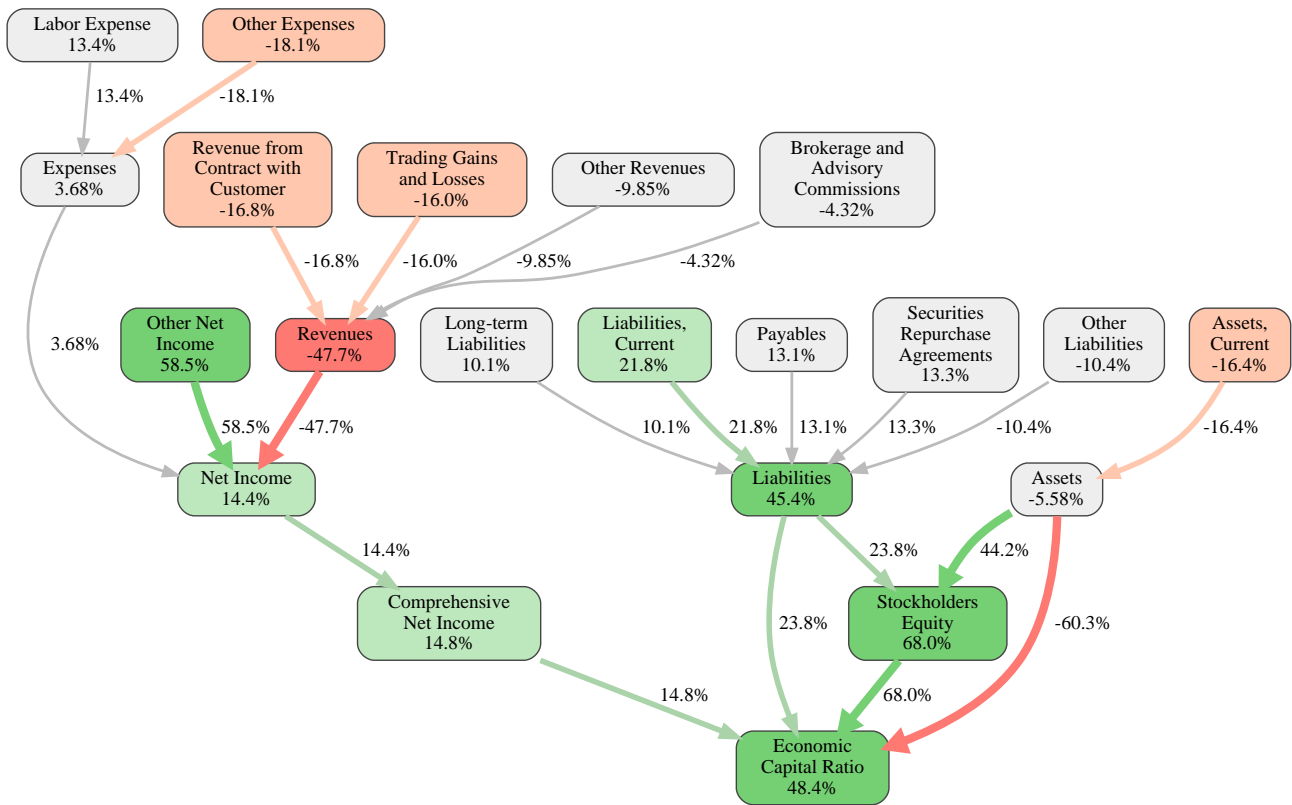 Labor Expense
13.4%
Other Expenses
-18.1%
13.4%
-18.1%
Expenses
3.68%
Revenue from
Contract with
Customer
-16.8%
Trading Gains
and Losses
-16.0%
Other Revenues
-9.85%
Brokerage and
Advisory
Commissions
-4.32%
-16.8%
-16.0%
-9.85%
-4.32%
3.68%
Other Net
Income
58.5%
Revenues
-47.7%
Long-term
Liabilities
10.1%
Liabilities,
Current
21.8%
Payables
13.1%
Securities
Repurchase
Agreements
13.3%
Other
Liabilities
-10.4%
Assets,
Current
-16.4%
58.5%
-47.7%
10.1%
21.8%
13.1%
13.3%
-10.4%
-16.4%
Net Income
14.4%
Liabilities
45.4%
Assets
-5.58%
14.4%
23.8%
44.2%
Comprehensive
Net Income
14.8%
23.8%
Stockholders
Equity
68.0%
-60.3%
14.8%
68.0%
Economic
Capital Ratio
48.4%